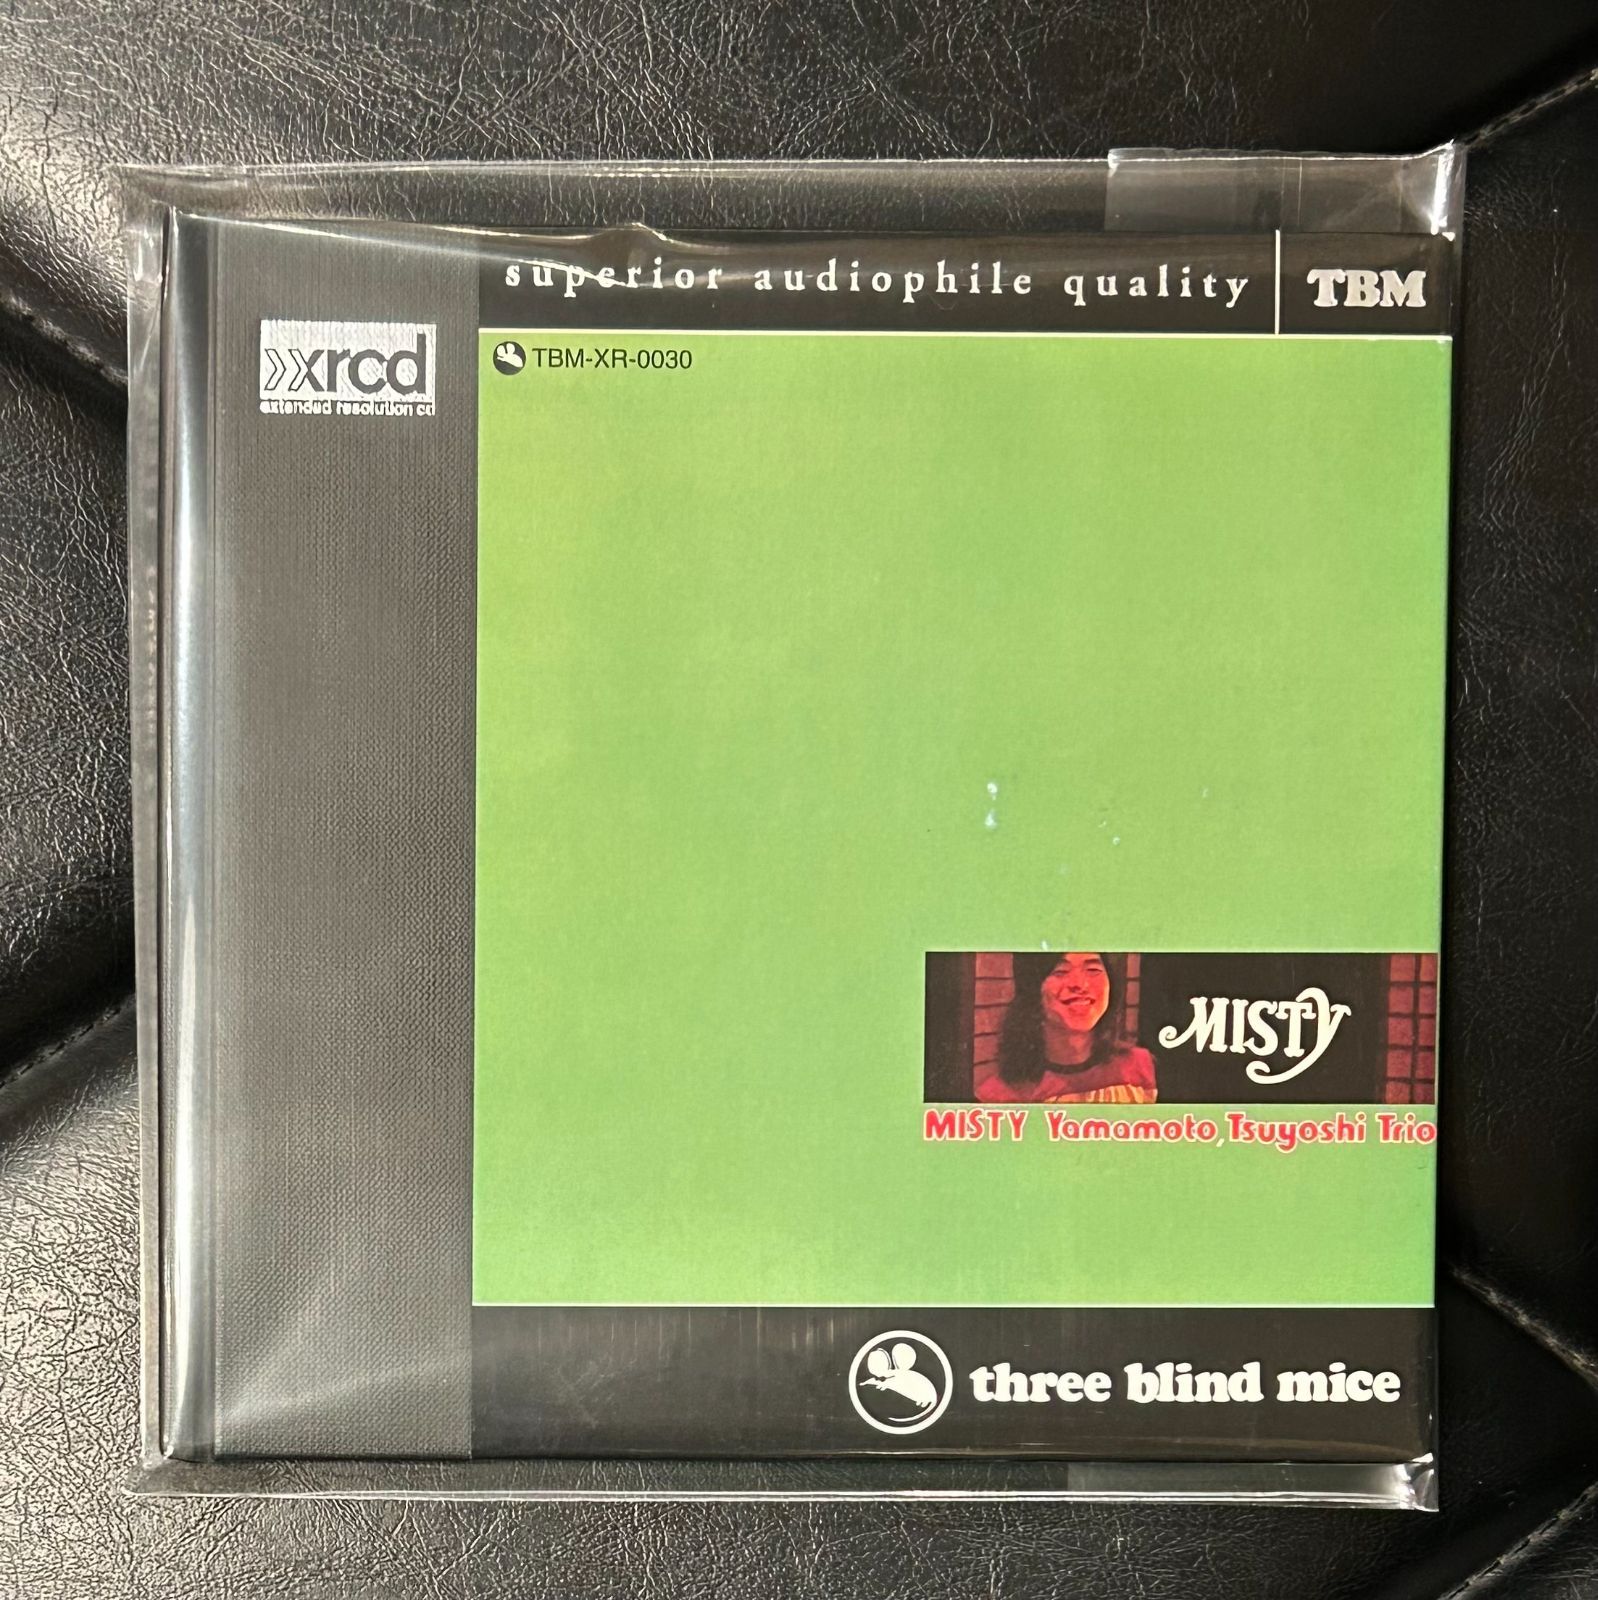 superior audiophile quality TBM
xrcd
extended resolution cd
TBM-XR-0030
MISTY
MISTY Yamamoto, Tsuyoshi Trio
three blind mice